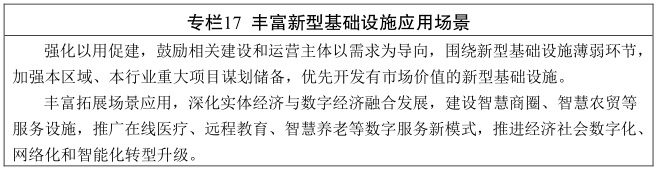 专栏17 丰富新型基础设施应用场景
强化以用促建，鼓励相关建设和运营主体以需求为导向，围绕新型基础设施薄弱环节，
加强本区域、本行业重大项目谋划储备，优先开发有市场价值的新型基础设施。
丰富拓展场景应用，深化实体经济与数字经济融合发展，建设智慧商圈、智慧农贸等
服务设施，推广在线医疗、远程教育、智慧养老等数字服务新模式，推进经济社会数字化、
网络化和智能化转型升级。